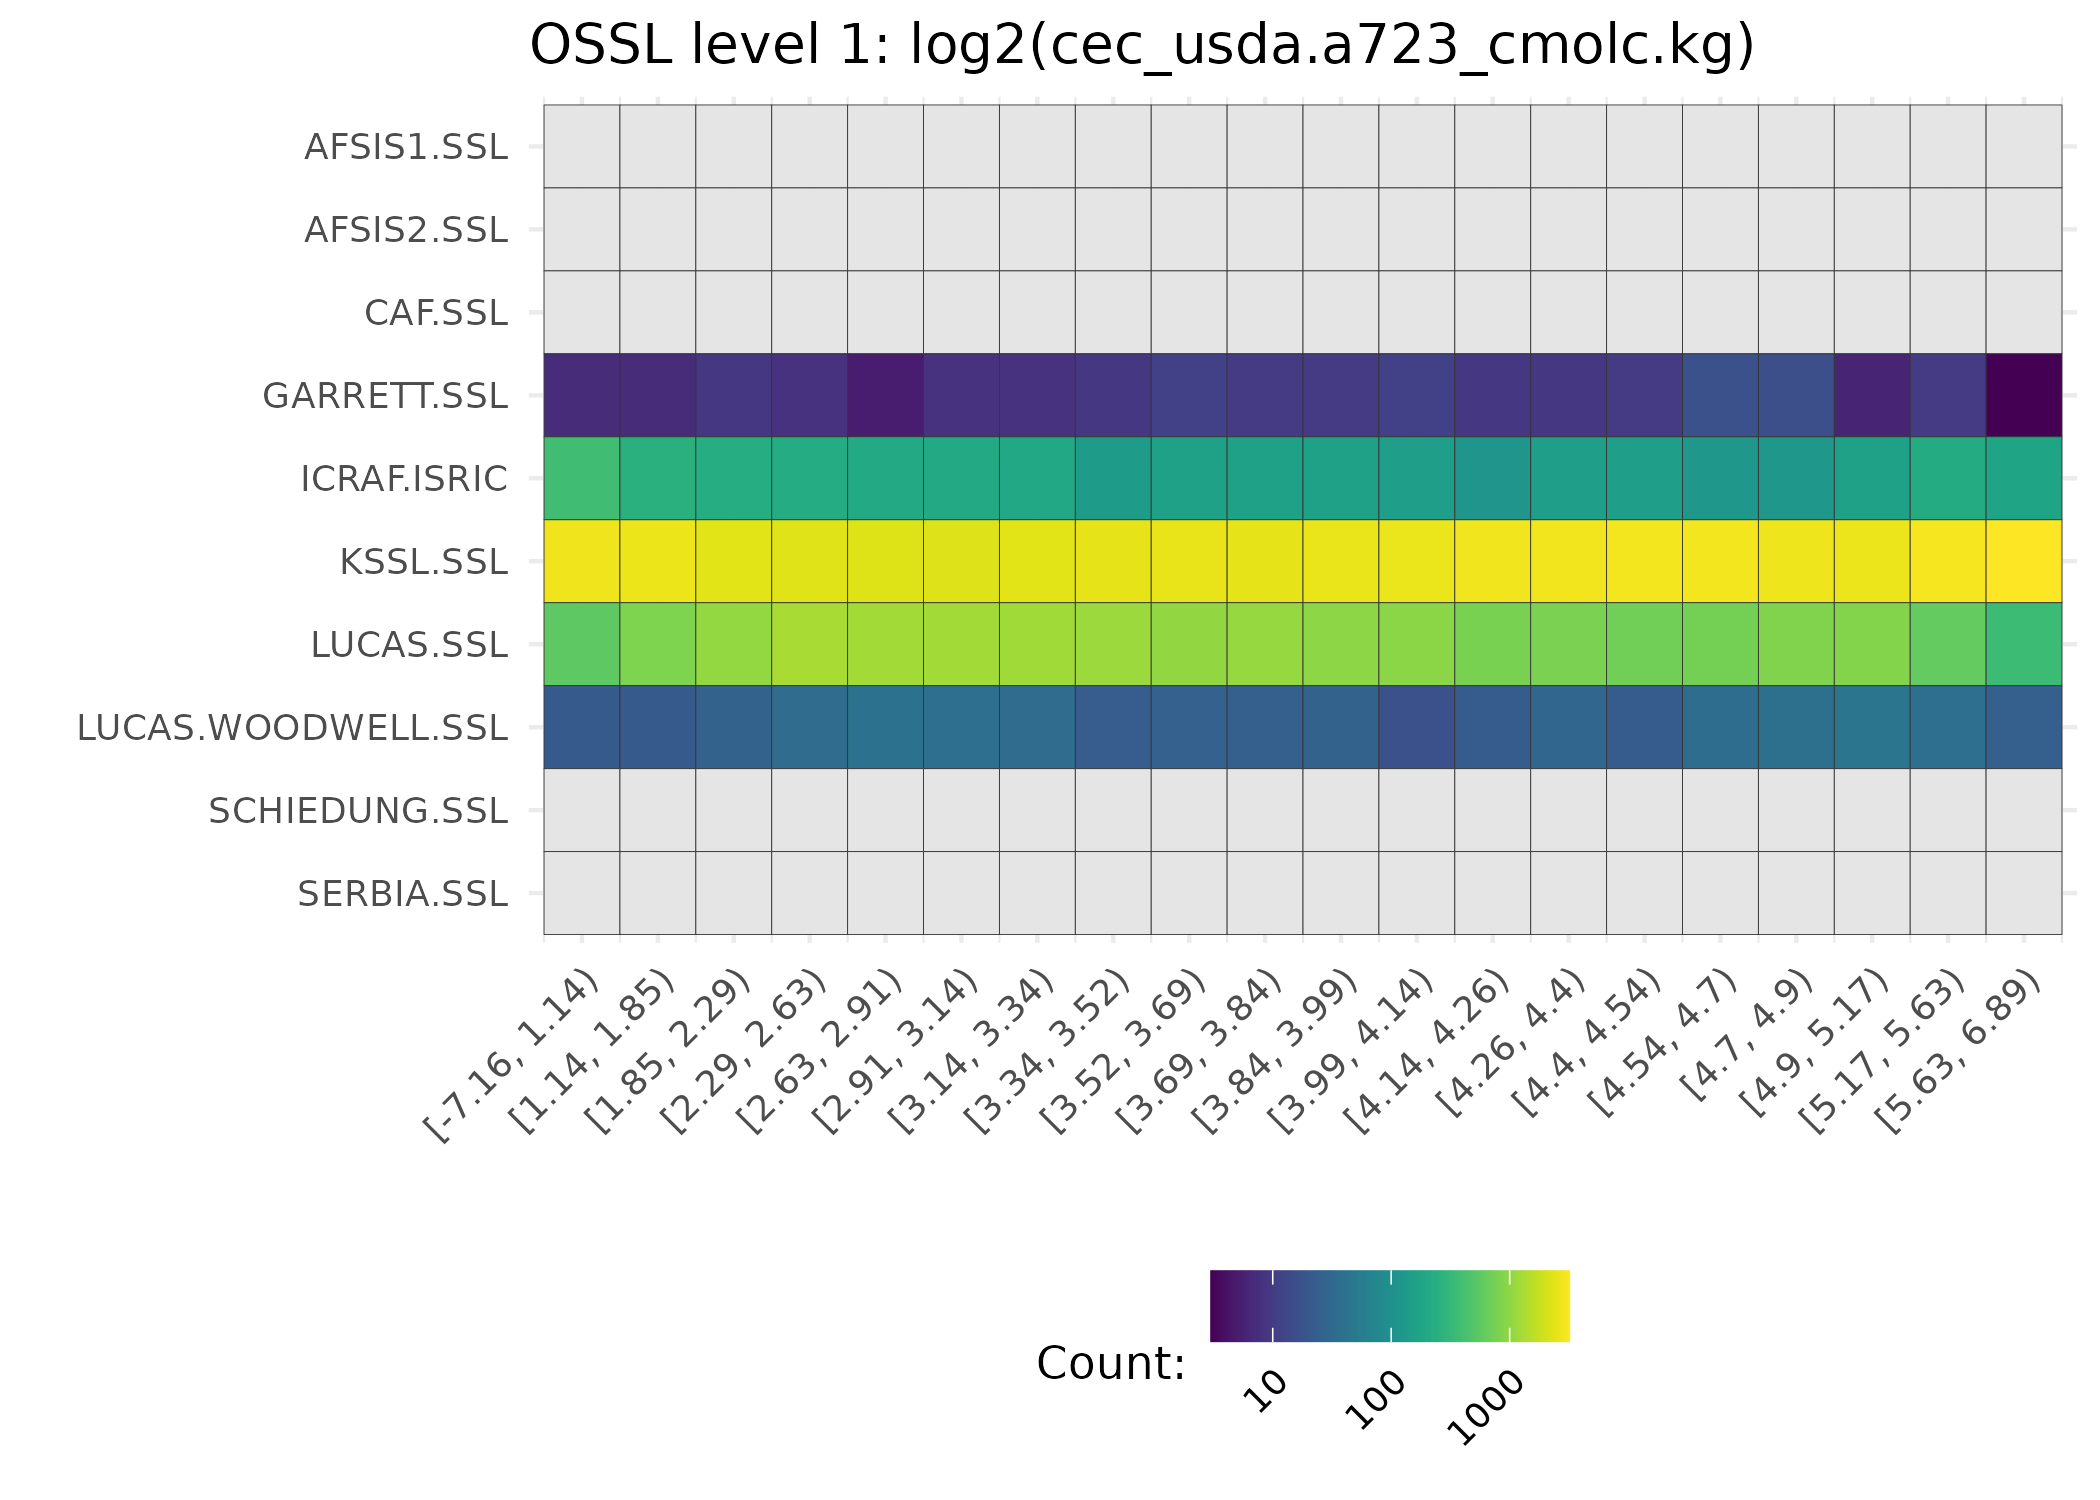 OSSL level 1: log2(cec_usda.a723_cmolc.kg)
AFSIS1.SSL
AFSIS2.SSL
CAF.SSL
GARRETT.SSL
ICRAF.ISRIC
KSSL.SSL
LUCAS.SSL
LUCAS.WOODWELL.SSL
SCHIEDUNG.SSL
SERBIA.SSL
[-7.16, 1.14)
[1.14, 1.85)
[1.85, 2.29)
[2.29, 2.63)
[2.63, 2.91)
[2.91, 3.14)
[3.14, 3.34)
[3.34, 3.52)
[3.52, 3.69)
[3.69, 3.84)
[3.84, 3.99)
[3.99, 4.14)
[4.14, 4.26)
[4.26, 4.4)
[4.4, 4.54)
[4.54, 4.7)
[4.7, 4.9)
[4.9, 5.17)
[5.17, 5.63)
[5.63, 6.89)
Count:
10
100
1000